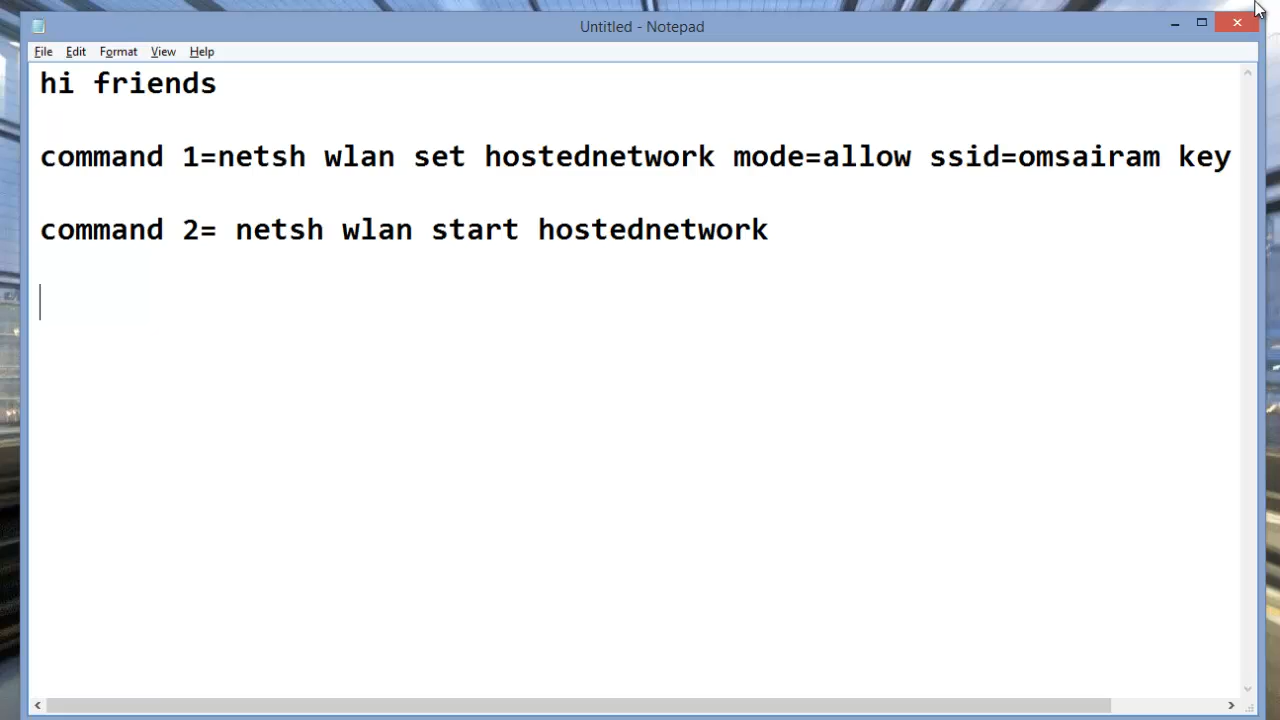 Untitled - Notepad
File Edit Format View Help
hi friends
command 1=netsh wlan set hostednetwork mode=allow ssid=omsairam key
command 2= netsh wlan start hostednetwork